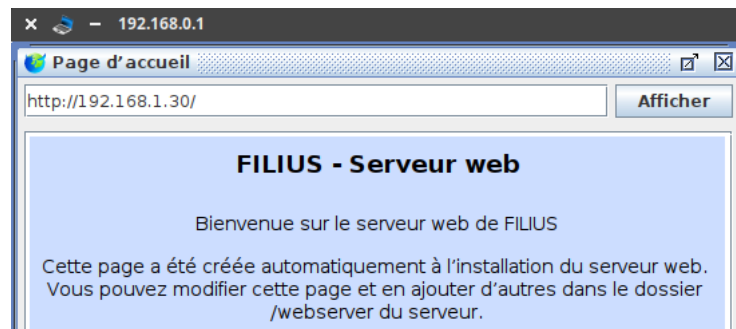 192.168.0.1
Page d'accueil
http://192.168.1.30/
Afficher
FILIUS - Serveur web
Bienvenue sur le serveur web de FILIUS
Cette page a été créée automatiquement à l'installation du serveur web.
Vous pouvez modifier cette page et en ajouter d'autres dans le dossier
/webserver du serveur.